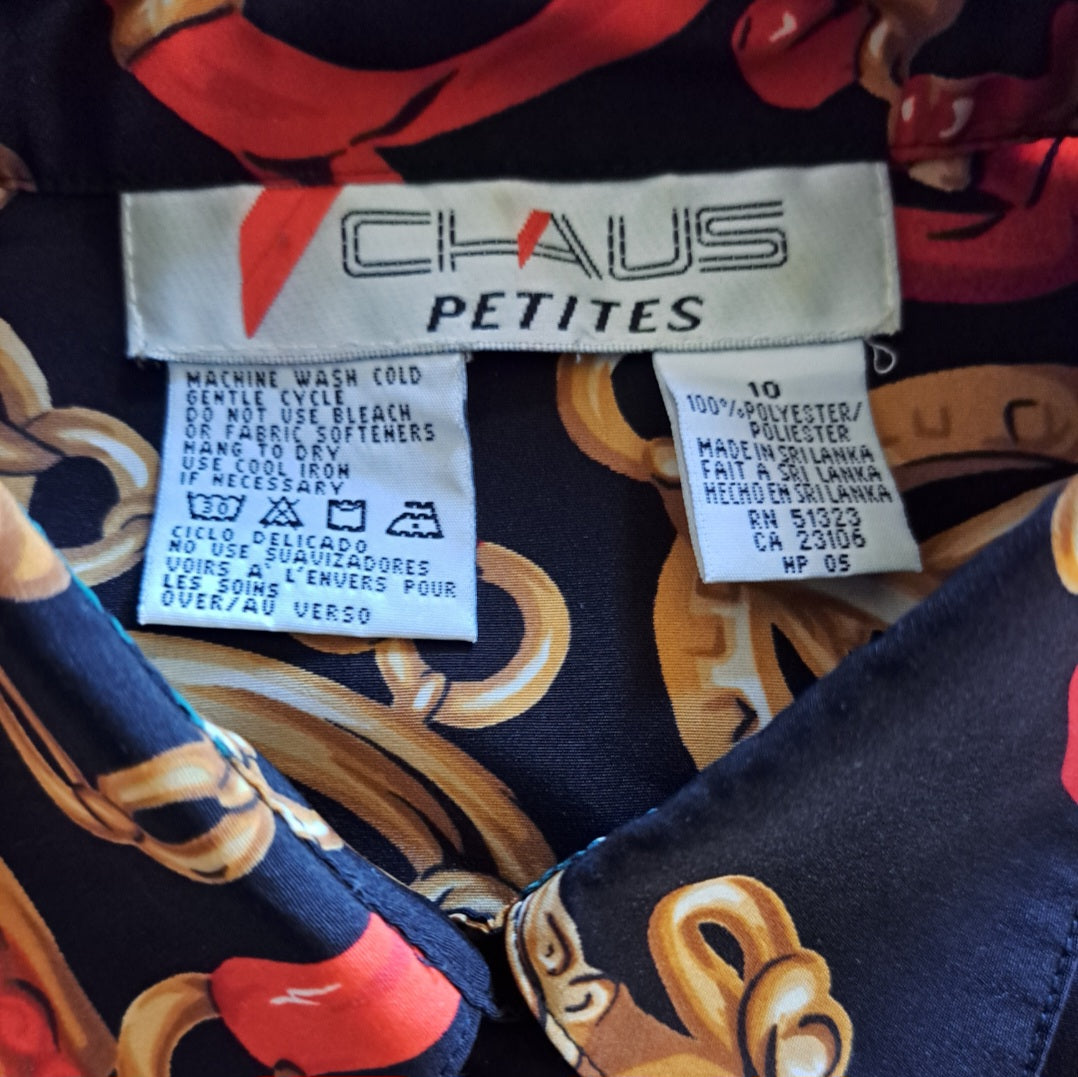 CHAUS
PETITES
MACHINE WASH COLD
GENTLE CYCLE
DO NOT USE BLEACH
OR FABRIC SOFTENERS
HANG TO DRY
USE COOL IRON
IF NECESSARY
30
CICLO DELICADO
NO USE SUAVIZADORES
VOIRS A L'ENVERS POUR
LES SOINS
OVER/AU VERSO
10
100%POLYESTER/
POLIESTER
MADE IN SRI LANKA
FAIT A SRI LANKA
HECHO EN SRI LANKA
RN 51323
CA 23106
HP 05